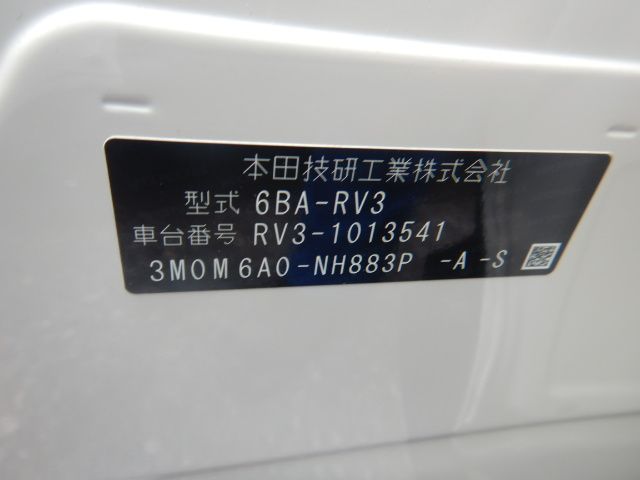 本田技研工業株式会社
型式 6BA-RV3
車台番号 RV3-1013541
3M0M6A0-NH883P -A-S